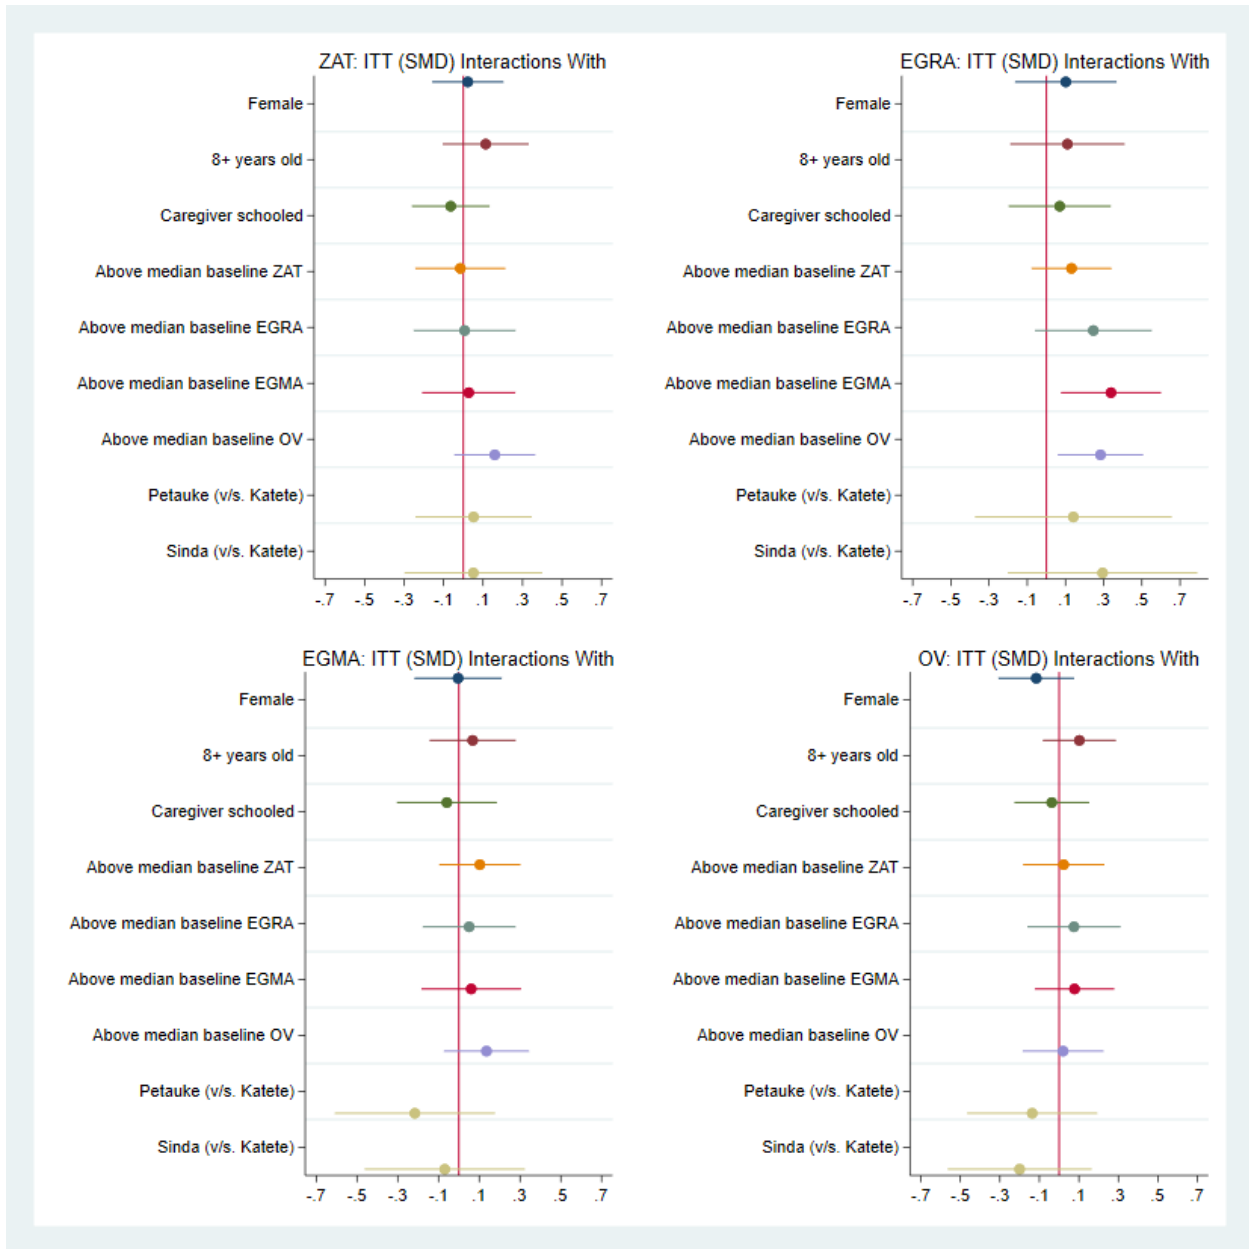 ZAT: ITT (SMD) Interactions With
Female
8+ years old
Caregiver schooled
Above median baseline ZAT
Above median baseline EGRA
Above median baseline EGMA
Above median baseline OV
Petauke (v/s. Katete)
Sinda (v/s. Katete)
-.7 -.5 -.3 -.1 .1 .3 .5 .7
EGRA: ITT (SMD) Interactions With
Female
8+ years old
Caregiver schooled
Above median baseline ZAT
Above median baseline EGRA
Above median baseline EGMA
Above median baseline OV
Petauke (v/s. Katete)
Sinda (v/s. Katete)
-.7 -.5 -.3 -.1 .1 .3 .5 .7
EGMA: ITT (SMD) Interactions With
Female
8+ years old
Caregiver schooled
Above median baseline ZAT
Above median baseline EGRA
Above median baseline EGMA
Above median baseline OV
Petauke (v/s. Katete)
Sinda (v/s. Katete)
-.7 -.5 -.3 -.1 .1 .3 .5 .7
OV: ITT (SMD) Interactions With
Female
8+ years old
Caregiver schooled
Above median baseline ZAT
Above median baseline EGRA
Above median baseline EGMA
Above median baseline OV
Petauke (v/s. Katete)
Sinda (v/s. Katete)
-.7 -.5 -.3 -.1 .1 .3 .5 .7